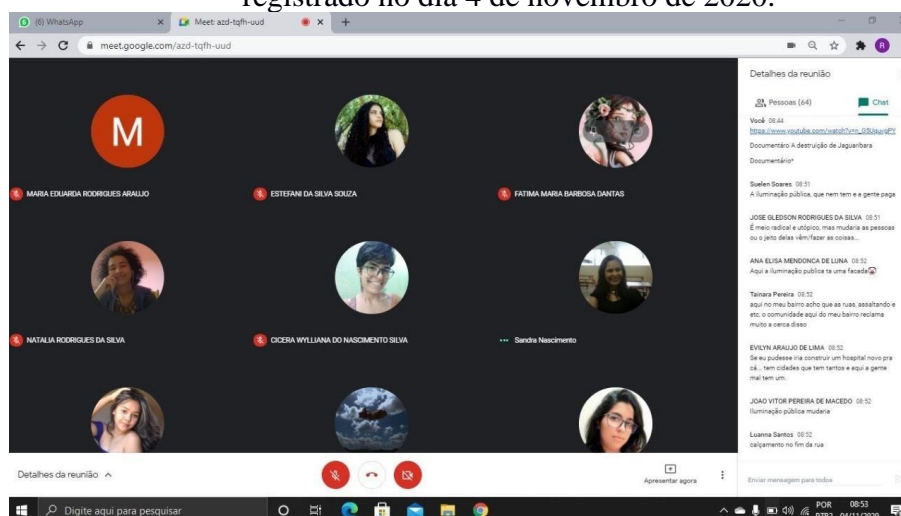 registrado no dia 4 de novembro de 2020.
(6) WhatsApp
Meet: azd-tqfh-uud
meet.google.com/azd-tqfh-uud
R
M
MARIA EDUARDA RODRIGUES ARAUJO
ESTEFANI DA SILVA SOUZA
FATIMA MARIA BARBOSA DANTAS
NATALIA RODRIGUES DA SILVA
CICERA WYLLIANA DO NASCIMENTO SILVA
Sandra Nascimento
Detalhes da reunião
Pessoas (64)
Chat
Você 08:44
Documentáro A destruição de Jaguaribara
Documentário*
Suelen Soares 08:51
A iluminação pública, que nem tem e a gente paga
JOSE GLEDSON RODRIGUES DA SILVA 08:51
É meio radical e utópico, mas mudaria as pessoas
ou o jeito delas vêm/fazer as coisas...
ANA ELISA MENDONCA DE LUNA 08:52
Aqui a iluminação publica ta uma facada
Tainara Pereira 08:52
aqui no meu bairro acho que as ruas, assaltando e
etc, o comunidade aqui do meu bairro reclama
muito a cerca disso
EVILYN ARAUJO DE LIMA 08:52
Se eu pudesse iria construir um hospital novo pra
cá... tem cidades que tem tantos e aqui a gente
mal tem um.
JOAO VITOR PEREIRA DE MACEDO 08:52
Iluminação pública mudaria
Luanna Santos 08:52
calçamento no fim da rua
Enviar mensagem para todos
Detalhes da reunião
Apresentar agora
Digite aqui para pesquisar
POR
08:53
PTB2
04/11/2020